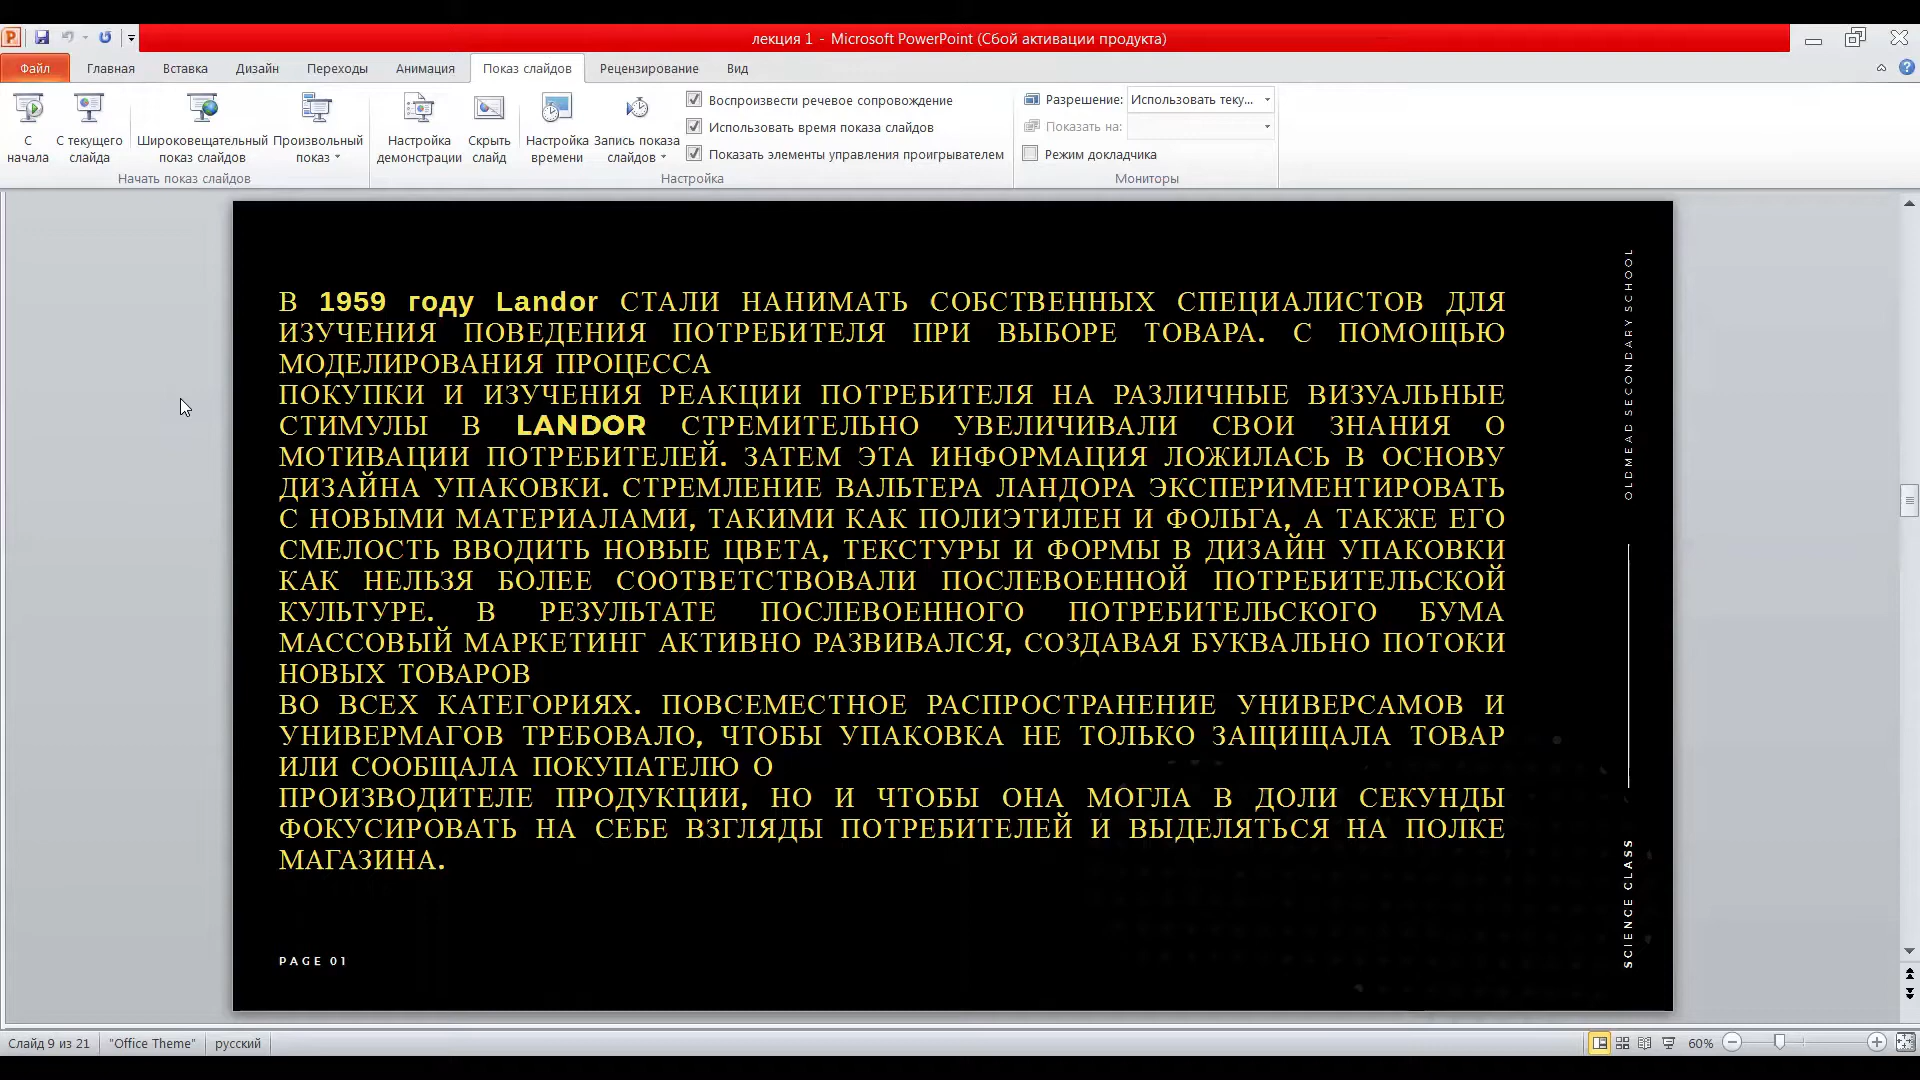 лекция 1 - Microsoft PowerPoint (Сбой активации продукта)
Файл Главная Вставка Дизайн Переходы Анимация Показ слайдов Рецензирование Вид
С начала
С текущего слайда
Широковещательный показ слайдов
Произвольный показ
Начать показ слайдов
Настройка демонстрации
Скрыть слайд
Настройка времени
Запись показа слайдов
Воспроизвести речевое сопровождение
Использовать время показа слайдов
Показать элементы управления проигрывателем
Настройка
Разрешение: Использовать теку...
Показать на:
Режим докладчика
Мониторы
В 1959 году Landor СТАЛИ НАНИМАТЬ СОБСТВЕННЫХ СПЕЦИАЛИСТОВ ДЛЯ
ИЗУЧЕНИЯ ПОВЕДЕНИЯ ПОТРЕБИТЕЛЯ ПРИ ВЫБОРЕ ТОВАРА. С ПОМОЩЬЮ
МОДЕЛИРОВАНИЯ ПРОЦЕССА
ПОКУПКИ И ИЗУЧЕНИЯ РЕАКЦИИ ПОТРЕБИТЕЛЯ НА РАЗЛИЧНЫЕ ВИЗУАЛЬНЫЕ
СТИМУЛЫ В LANDOR СТРЕМИТЕЛЬНО УВЕЛИЧИВАЛИ СВОИ ЗНАНИЯ О
МОТИВАЦИИ ПОТРЕБИТЕЛЕЙ. ЗАТЕМ ЭТА ИНФОРМАЦИЯ ЛОЖИЛАСЬ В ОСНОВУ
ДИЗАЙНА УПАКОВКИ. СТРЕМЛЕНИЕ ВАЛЬТЕРА ЛАНДОРА ЭКСПЕРИМЕНТИРОВАТЬ
С НОВЫМИ МАТЕРИАЛАМИ, ТАКИМИ КАК ПОЛИЭТИЛЕН И ФОЛЬГА, А ТАКЖЕ ЕГО
СМЕЛОСТЬ ВВОДИТЬ НОВЫЕ ЦВЕТА, ТЕКСТУРЫ И ФОРМЫ В ДИЗАЙН УПАКОВКИ
КАК НЕЛЬЗЯ БОЛЕЕ СООТВЕТСТВОВАЛИ ПОСЛЕВОЕННОЙ ПОТРЕБИТЕЛЬСКОЙ
КУЛЬТУРЕ. В РЕЗУЛЬТАТЕ ПОСЛЕВОЕННОГО ПОТРЕБИТЕЛЬСКОГО БУМА
МАССОВЫЙ МАРКЕТИНГ АКТИВНО РАЗВИВАЛСЯ, СОЗДАВАЯ БУКВАЛЬНО ПОТОКИ
НОВЫХ ТОВАРОВ
ВО ВСЕХ КАТЕГОРИЯХ. ПОВСЕМЕСТНОЕ РАСПРОСТРАНЕНИЕ УНИВЕРСАМОВ И
УНИВЕРМАГОВ ТРЕБОВАЛО, ЧТОБЫ УПАКОВКА НЕ ТОЛЬКО ЗАЩИЩАЛА ТОВАР
ИЛИ СООБЩАЛА ПОКУПАТЕЛЮ О
ПРОИЗВОДИТЕЛЕ ПРОДУКЦИИ, НО И ЧТОБЫ ОНА МОГЛА В ДОЛИ СЕКУНДЫ
ФОКУСИРОВАТЬ НА СЕБЕ ВЗГЛЯДЫ ПОТРЕБИТЕЛЕЙ И ВЫДЕЛЯТЬСЯ НА ПОЛКЕ
МАГАЗИНА.
PAGE 01
OLDMEAD SECONDARY SCHOOL
SCIENCE CLASS
Слайд 9 из 21 "Office Theme" русский 60%